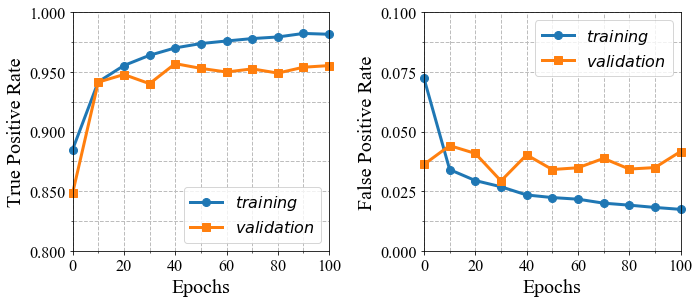 1.000
0.950
0.900
0.850
0.800
True Positive Rate
0 20 40 60 80 100
Epochs
training
validation
0.100
0.075
0.050
0.025
0.000
False Positive Rate
0 20 40 60 80 100
Epochs
training
validation